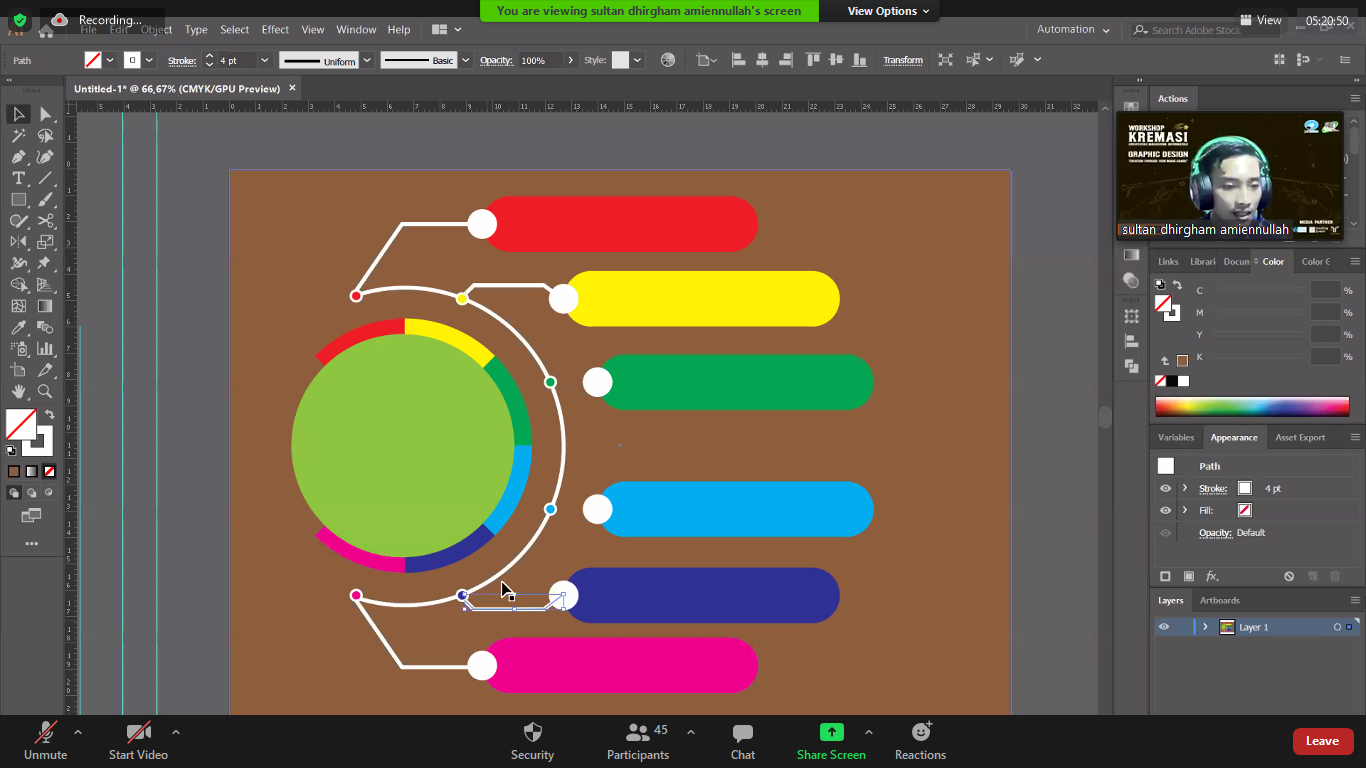 Recording...
You are viewing sultan dhirgham amiennullah's screen
View Options
View
05:20:50
File Edit Object Type Select Effect View Window Help
Automation
Search Adobe Stock
Path
Stroke: 4 pt
Uniform
Basic
Opacity: 100%
Style:
Transform
Untitled-1* @ 66,67% (CMYK/GPU Preview)
Actions
WORKSHOP
KREMASI
GRAPHIC DESIGN
MEDIA PARTNER
sultan dhirgham amiennullah
Links Librari Docum Color Color G
C %
M %
Y %
K %
Variables Appearance Asset Export
Path
Stroke: 4 pt
Fill:
Opacity: Default
fx.
Layers Artboards
Layer 1
Unmute
Start Video
Security
Participants 45
Chat
Share Screen
Reactions
Leave